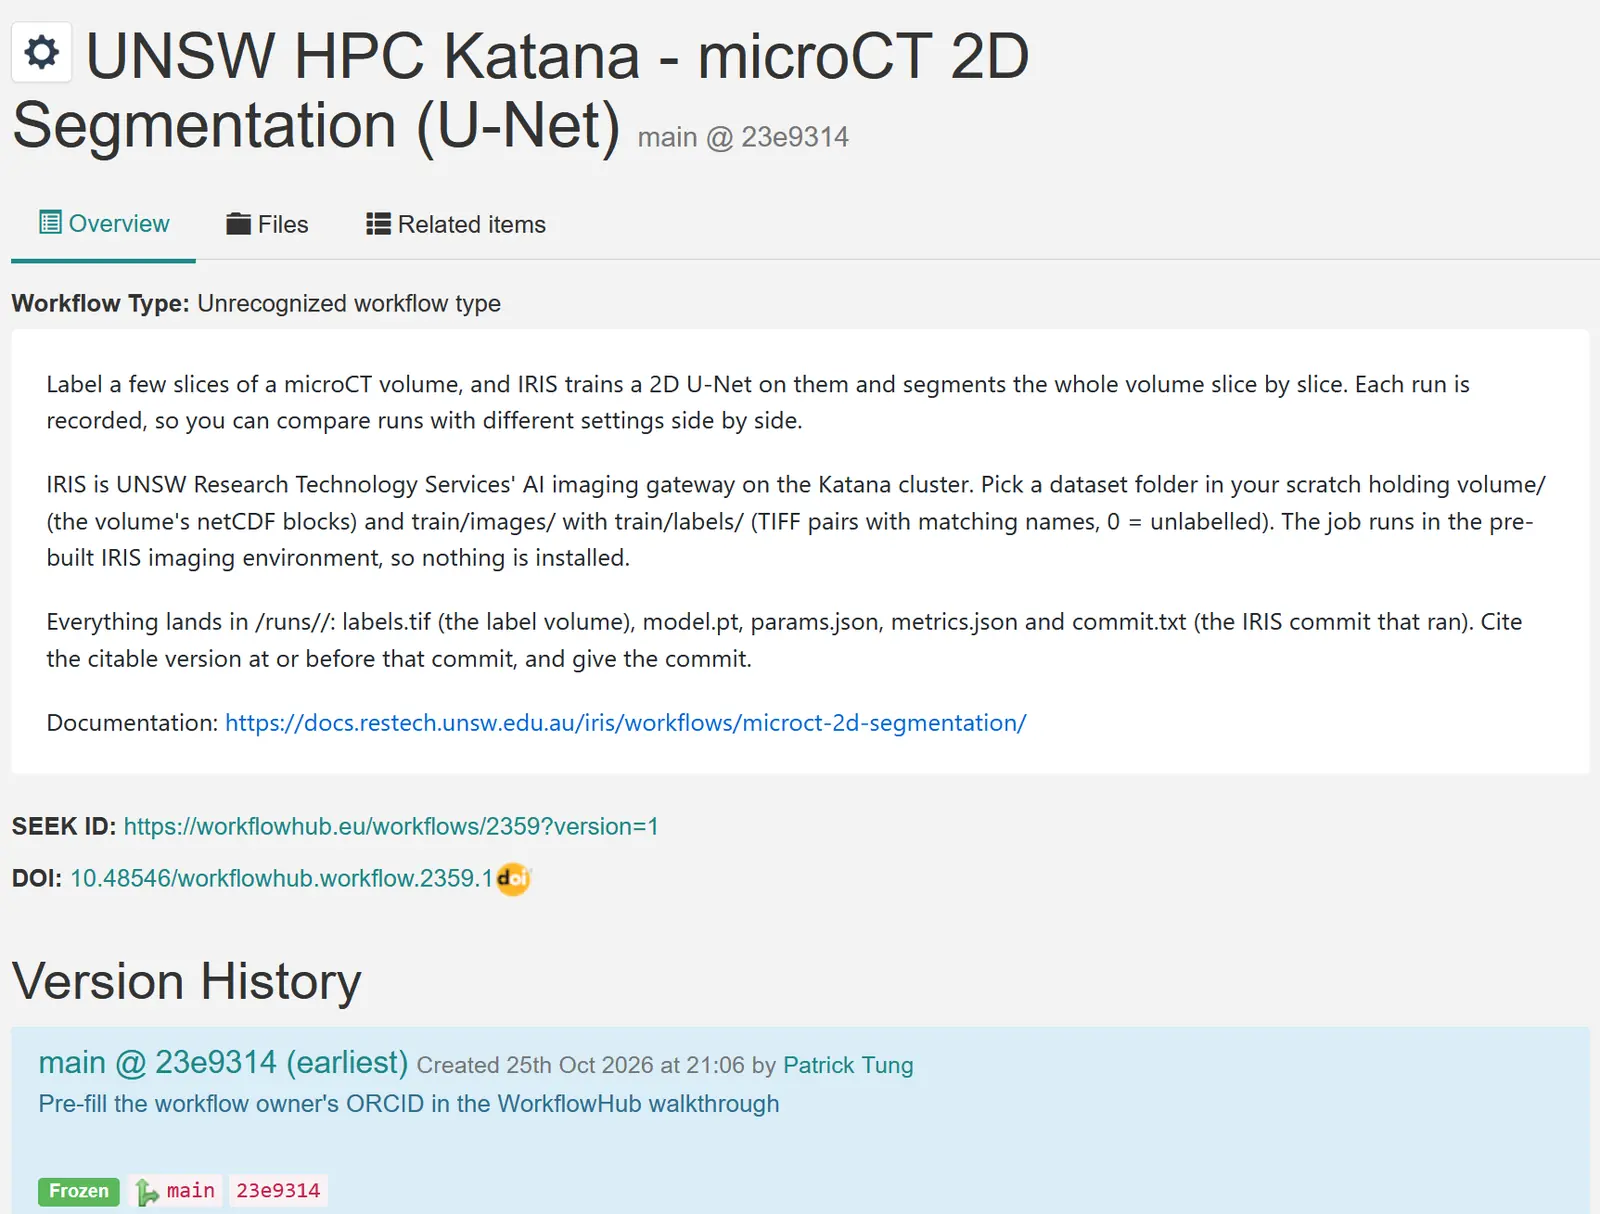 UNSW HPC Katana - microCT 2D
Segmentation (U-Net) main @ 23e9314
Overview Files Related items
Workflow Type: Unrecognized workflow type
Label a few slices of a microCT volume, and IRIS trains a 2D U-Net on them and segments the whole volume slice by slice. Each run is
recorded, so you can compare runs with different settings side by side.
IRIS is UNSW Research Technology Services' AI imaging gateway on the Katana cluster. Pick a dataset folder in your scratch holding volume/
(the volume's netCDF blocks) and train/images/ with train/labels/ (TIFF pairs with matching names, 0 = unlabelled). The job runs in the pre-
built IRIS imaging environment, so nothing is installed.
Everything lands in /runs//: labels.tif (the label volume), model.pt, params.json, metrics.json and commit.txt (the IRIS commit that ran). Cite
the citable version at or before that commit, and give the commit.
Documentation: https://docs.restech.unsw.edu.au/iris/workflows/microct-2d-segmentation/
SEEK ID: https://workflowhub.eu/workflows/2359?version=1
DOI: 10.48546/workflowhub.workflow.2359.1 doi
Version History
main @ 23e9314 (earliest) Created 25th Oct 2026 at 21:06 by Patrick Tung
Pre-fill the workflow owner's ORCID in the WorkflowHub walkthrough
Frozen main 23e9314